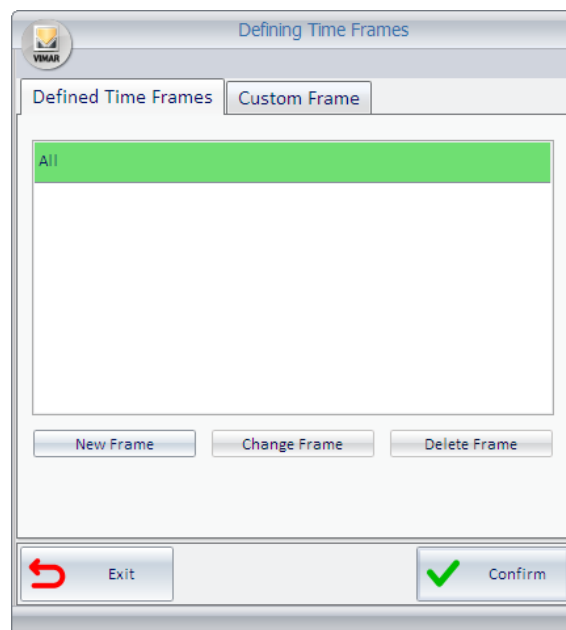 Defining Time Frames
VIMAR
Defined Time Frames Custom Frame
All
New Frame Change Frame Delete Frame
Exit Confirm